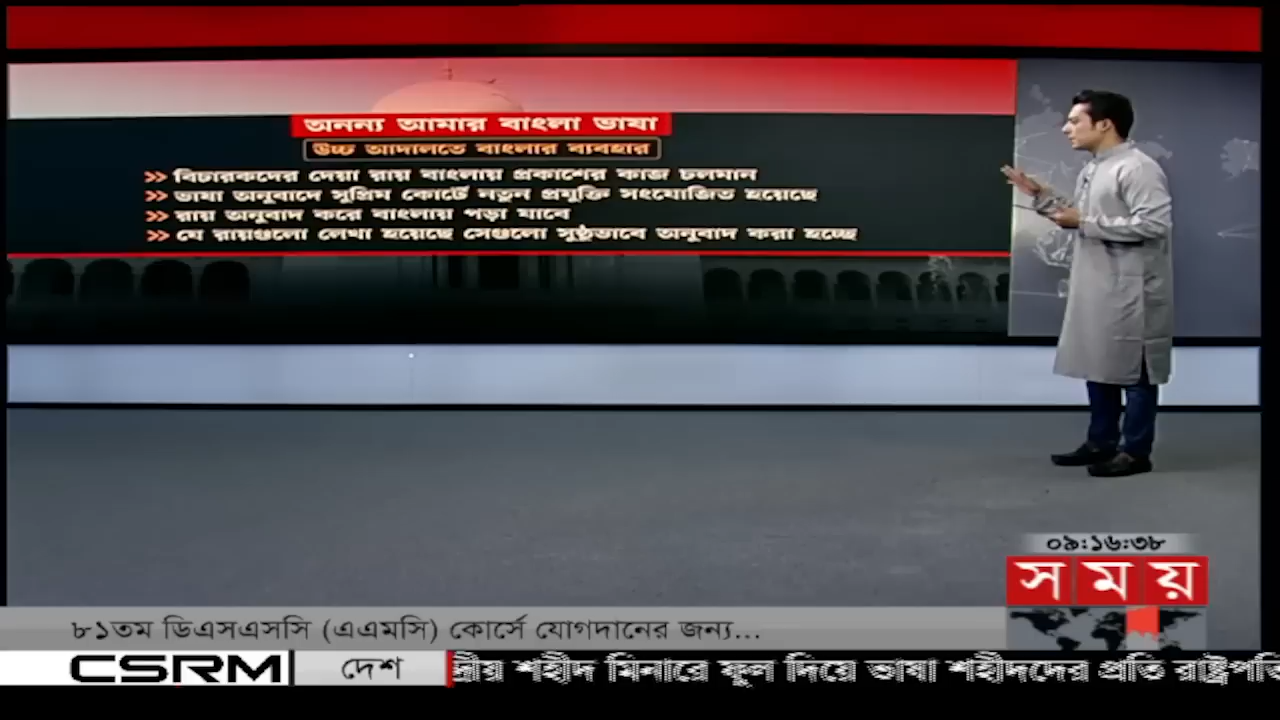 অনন্য আমার বাংলা ভাষা
উচ্চ আদালতে বাংলার ব্যবহার
>> বিচারকদের দেয়া রায় বাংলায় প্রকাশের কাজ চলমান
>> ভাষা অনুবাদে সুপ্রিম কোর্টে নতুন প্রযুক্তি সংযোজিত হয়েছে
>> রায় অনুবাদ করে বাংলায় পড়া যাবে
>> যে রায়গুলো লেখা হয়েছে সেগুলো সুষ্ঠুভাবে অনুবাদ করা হচ্ছে
০৯:১৬:৩৮
সময়
৮১তম ডিএসএসসি (এএমসি) কোর্সে যোগদানের জন্য...
CSRM দেশ শহীদ মিনারে ফুল দিয়ে ভাষা শহীদদের প্রতি রাষ্ট্রপতি